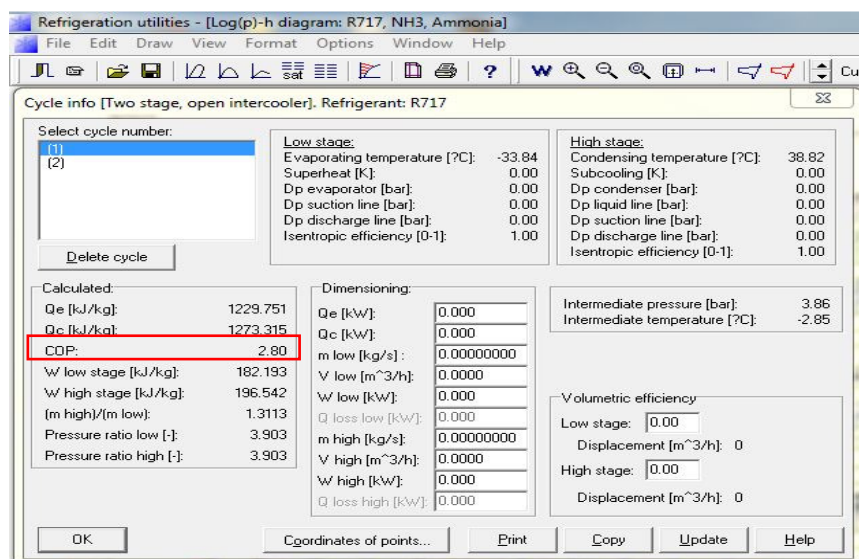 Refrigeration utilities - [Log(p)-h diagram: R717, NH3, Ammonia]
File Edit Draw View Format Options Window Help
sat ? W Cu
Cycle info [Two stage, open intercooler]. Refrigerant: R717
Select cycle number:
(1)
(2)
Delete cycle
Low stage:
Evaporating temperature [?C]: -33.84
Superheat [K]: 0.00
Dp evaporator [bar]: 0.00
Dp suction line [bar]: 0.00
Dp discharge line [bar]: 0.00
Isentropic efficiency [0-1]: 1.00
High stage:
Condensing temperature [?C]: 38.82
Subcooling [K]: 0.00
Dp condenser [bar]: 0.00
Dp liquid line [bar]: 0.00
Dp suction line [bar]: 0.00
Dp discharge line [bar]: 0.00
Isentropic efficiency [0-1]: 1.00
Calculated:
Qe [kJ/kg]: 1229.751
Qc [kJ/kg]: 1273.315
COP: 2.80
W low stage [kJ/kg]: 182.193
W high stage [kJ/kg]: 196.542
(m high)/(m low): 1.3113
Pressure ratio low [-]: 3.903
Pressure ratio high [-]: 3.903
Dimensioning:
Qe [kW]: 0.000
Qc [kW]: 0.000
m low [kg/s] : 0.00000000
V low [m^3/h]: 0.0000
W low [kW]: 0.000
Q loss low [kW]: 0.000
m high [kg/s]: 0.00000000
V high [m^3/h]: 0.0000
W high [kW]: 0.000
Q loss high [kW]: 0.000
Intermediate pressure [bar]: 3.86
Intermediate temperature [?C]: -2.85
Volumetric efficiency
Low stage: 0.00
Displacement [m^3/h]: 0
High stage: 0.00
Displacement [m^3/h]: 0
OK Coordinates of points... Print Copy Update Help